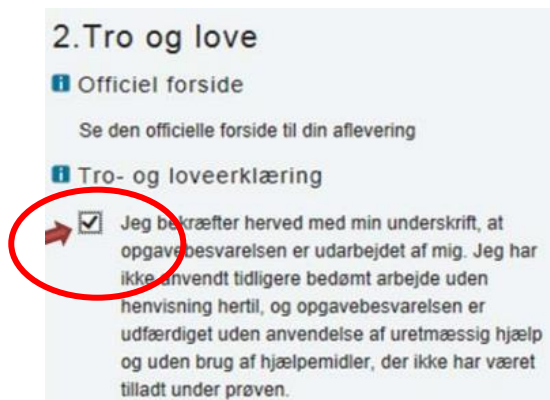 2.Tro og love
Officiel forside
Se den officielle forside til din aflevering
Tro- og loveerklæring
Jeg bekræfter herved med min underskrift, at
opgavebesvarelsen er udarbejdet af mig. Jeg har
ikke anvendt tidligere bedømt arbejde uden
henvisning hertil, og opgavebesvarelsen er
udfærdiget uden anvendelse af uretmæssig hjælp
og uden brug af hjælpemidler, der ikke har været
tilladt under prøven.